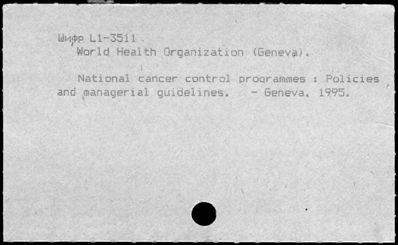 Шифр L1-3511
World Health Organization (Geneva).
National cancer control programmes : Policies
and managerial guidelines. - Geneva, 1995.